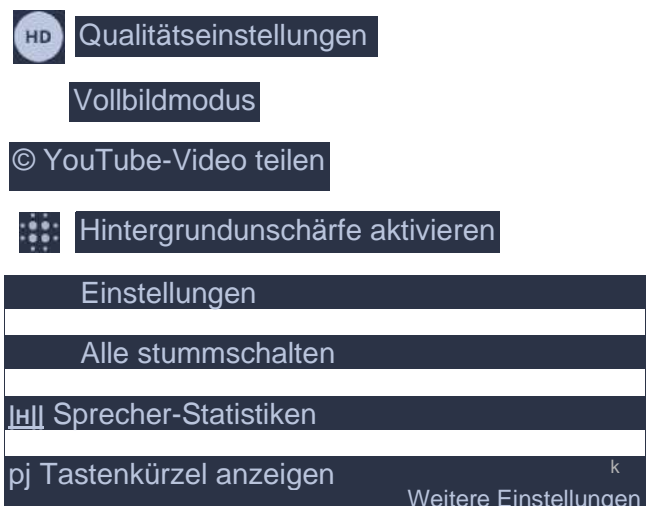 HD Qualitätseinstellungen
Vollbildmodus
© YouTube-Video teilen
Hintergrundunschärfe aktivieren
Einstellungen
Alle stummschalten
|H|| Sprecher-Statistiken
pj Tastenkürzel anzeigen
k
Weitere Einstellungen